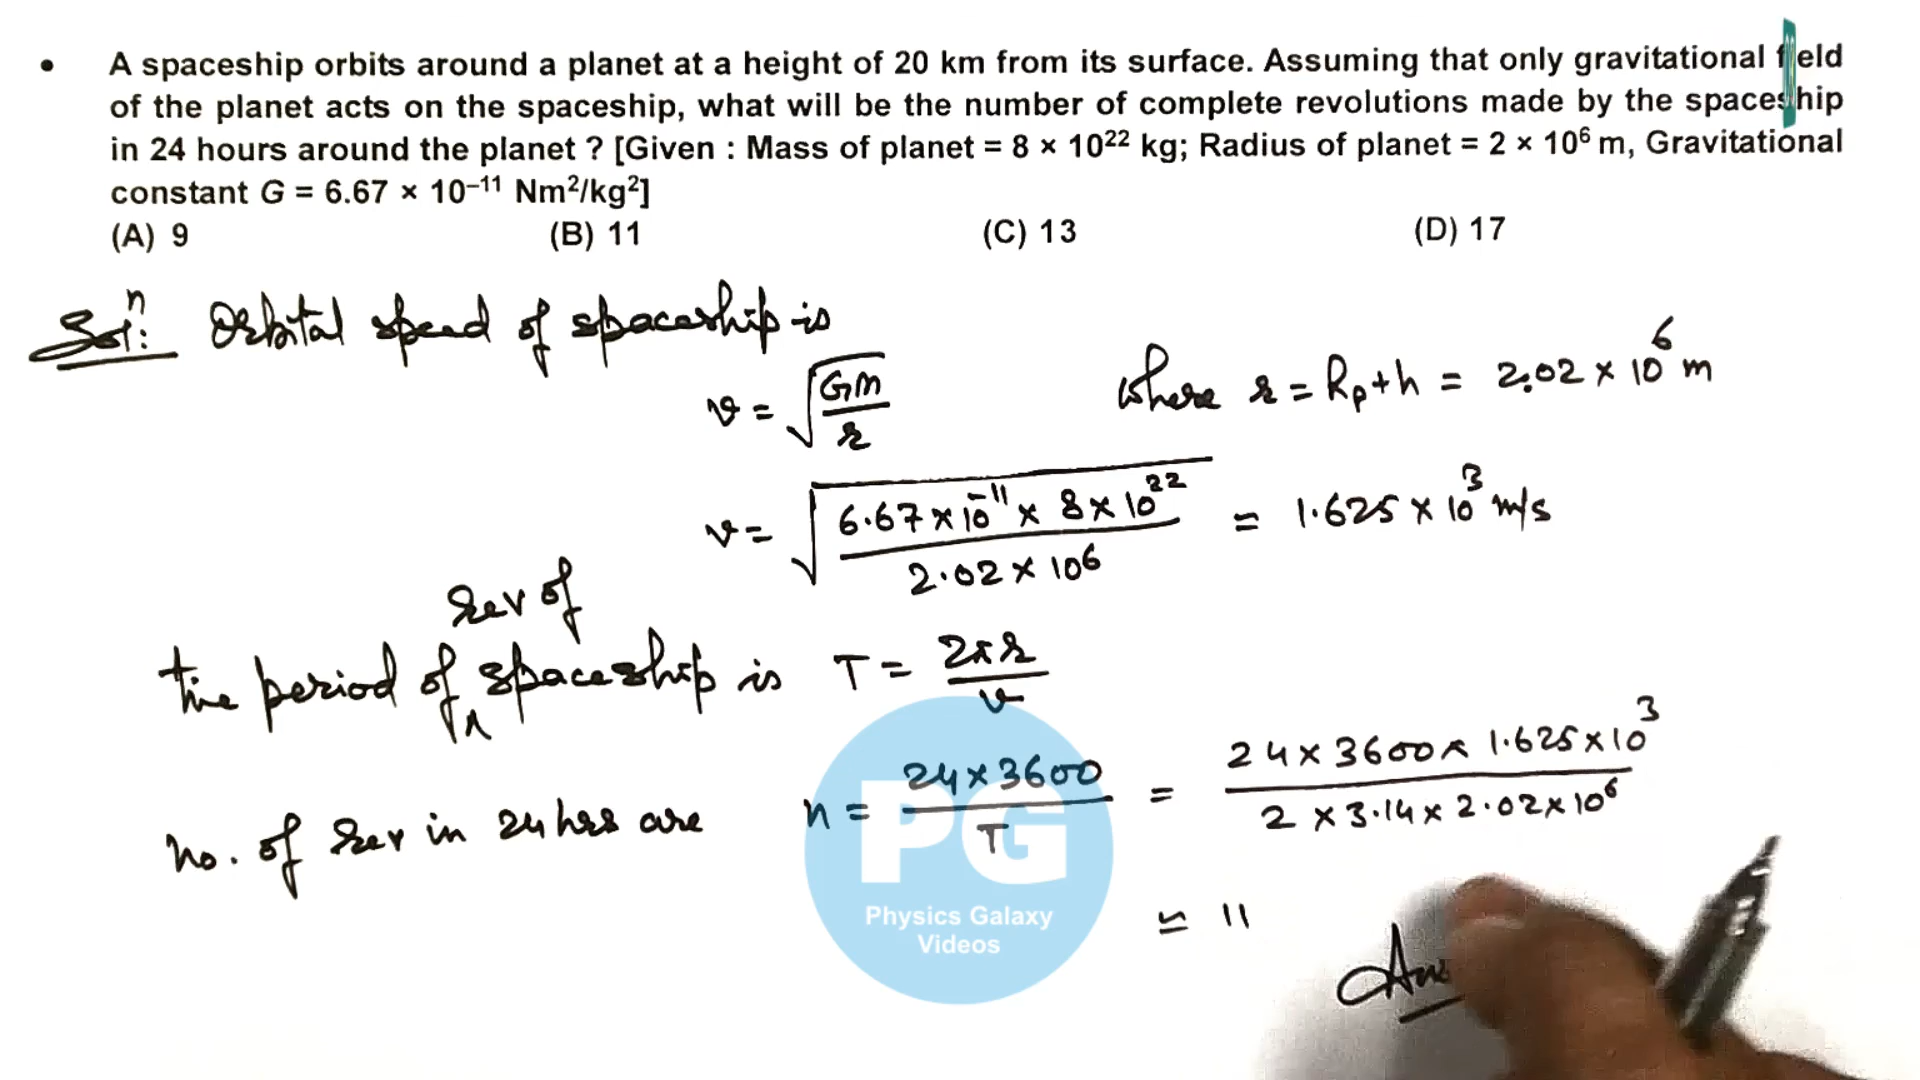 • A spaceship orbits around a planet at a height of 20 km from its surface. Assuming that only gravitational field
of the planet acts on the spaceship, what will be the number of complete revolutions made by the spaceship
in 24 hours around the planet ? [Given : Mass of planet = 8 × 10²² kg; Radius of planet = 2 × 10⁶ m, Gravitational
constant G = 6.67 × 10⁻¹¹ Nm²/kg²]
(A) 9 (B) 11 (C) 13 (D) 17
Solⁿ: Orbital speed of spaceship is
v = √(GM/r) where r = Rₚ+h = 2.02 × 10⁶ m
v = √(6.67 × 10⁻¹¹ × 8 × 10²² / 2.02 × 10⁶) = 1.625 × 10³ m/s
rev of
time period of ∧ spaceship is T = 2πr/v
no. of rev in 24 hrs are n = 24 × 3600/T = 24 × 3600 × 1.625 × 10³ / 2 × 3.14 × 2.02 × 10⁶
≃ 11
PG
Physics Galaxy
Videos